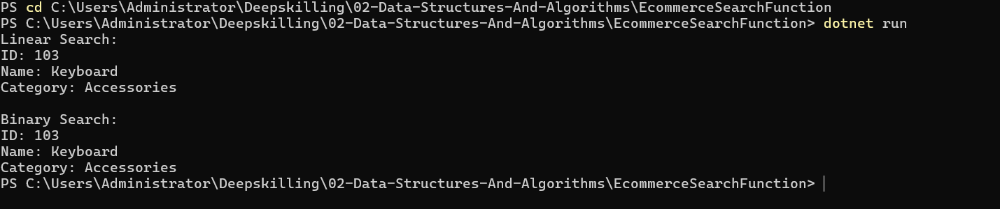 PS cd C:\Users\Administrator\Deepskilling\02-Data-Structures-And-Algorithms\EcommerceSearchFunction
PS C:\Users\Administrator\Deepskilling\02-Data-Structures-And-Algorithms\EcommerceSearchFunction> dotnet run
Linear Search:
ID: 103
Name: Keyboard
Category: Accessories

Binary Search:
ID: 103
Name: Keyboard
Category: Accessories
PS C:\Users\Administrator\Deepskilling\02-Data-Structures-And-Algorithms\EcommerceSearchFunction>